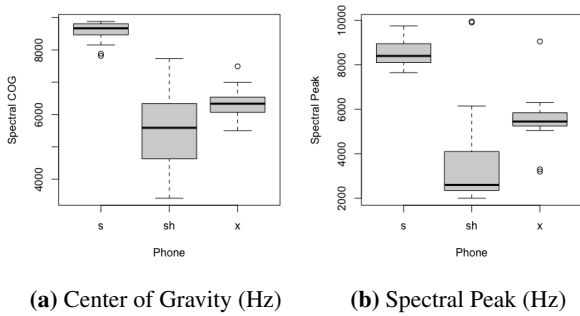 Spectral COG
8000
6000
4000
s
sh
x
Phone
(a) Center of Gravity (Hz)
Spectral Peak
10000
8000
6000
4000
2000
s
sh
x
Phone
(b) Spectral Peak (Hz)